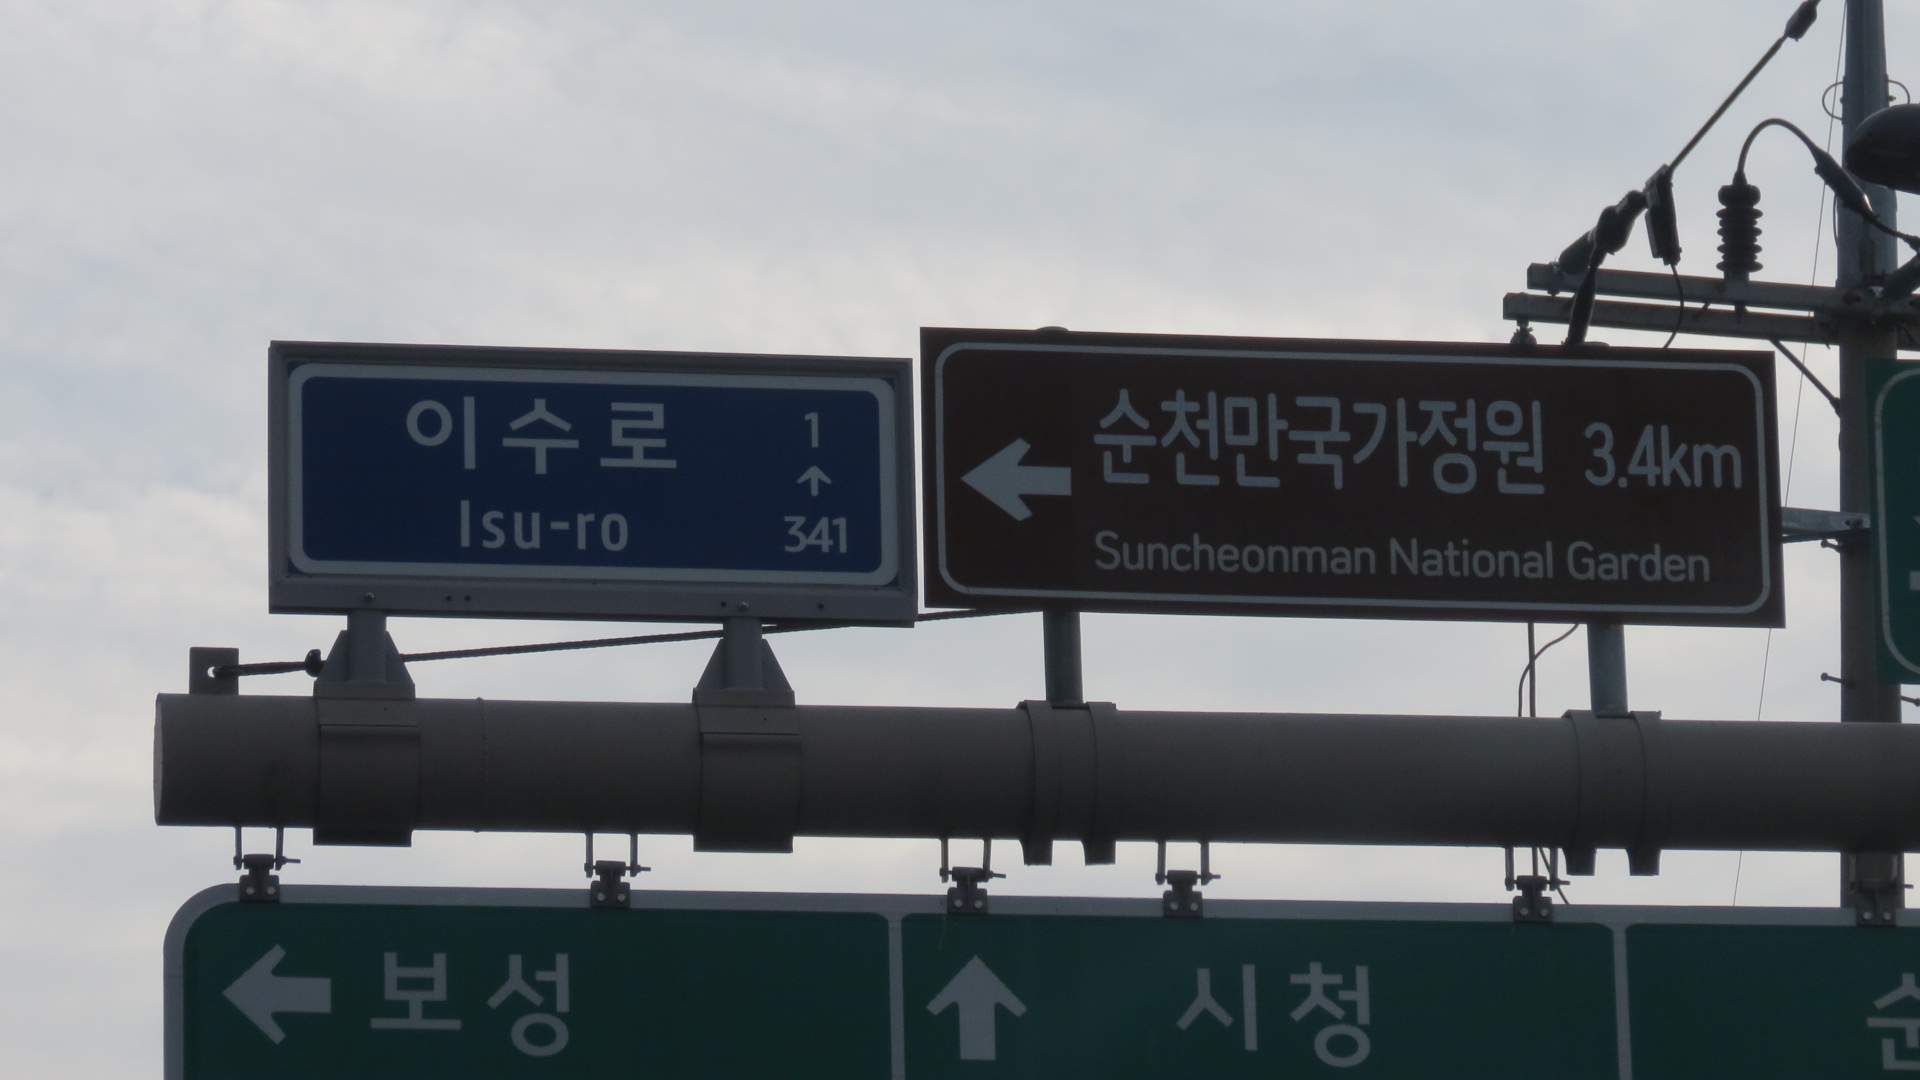 이수로
Isu-ro
1
↑
341
← 순천만국가정원 3.4km
Suncheonman National Garden
← 보성
↑ 시청